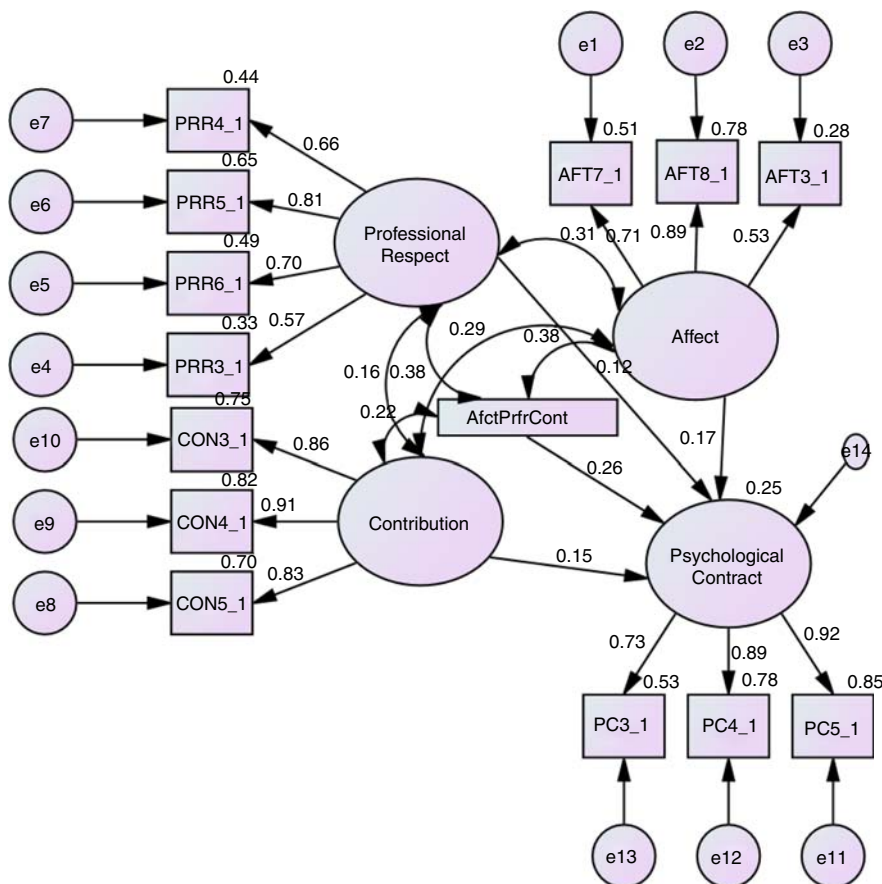 e1
e2
e3
0.44
e7
PRR4_1
0.66
0.51
0.78
0.28
AFT7_1
AFT8_1
AFT3_1
0.65
e6
PRR5_1
0.81
0.31
0.71
0.89
0.53
Professional
Respect
0.49
e5
PRR6_1
0.70
0.57
0.33
0.29
0.38
Affect
e4
PRR3_1
0.16
0.38
0.12
0.75
0.22
AfctPrfrCont
e10
CON3_1
0.86
0.17
0.26
e14
0.82
0.25
e9
CON4_1
0.91
Contribution
0.15
Psychological
Contract
0.70
e8
CON5_1
0.83
0.73
0.89
0.92
0.53
0.78
0.85
PC3_1
PC4_1
PC5_1
e13
e12
e11